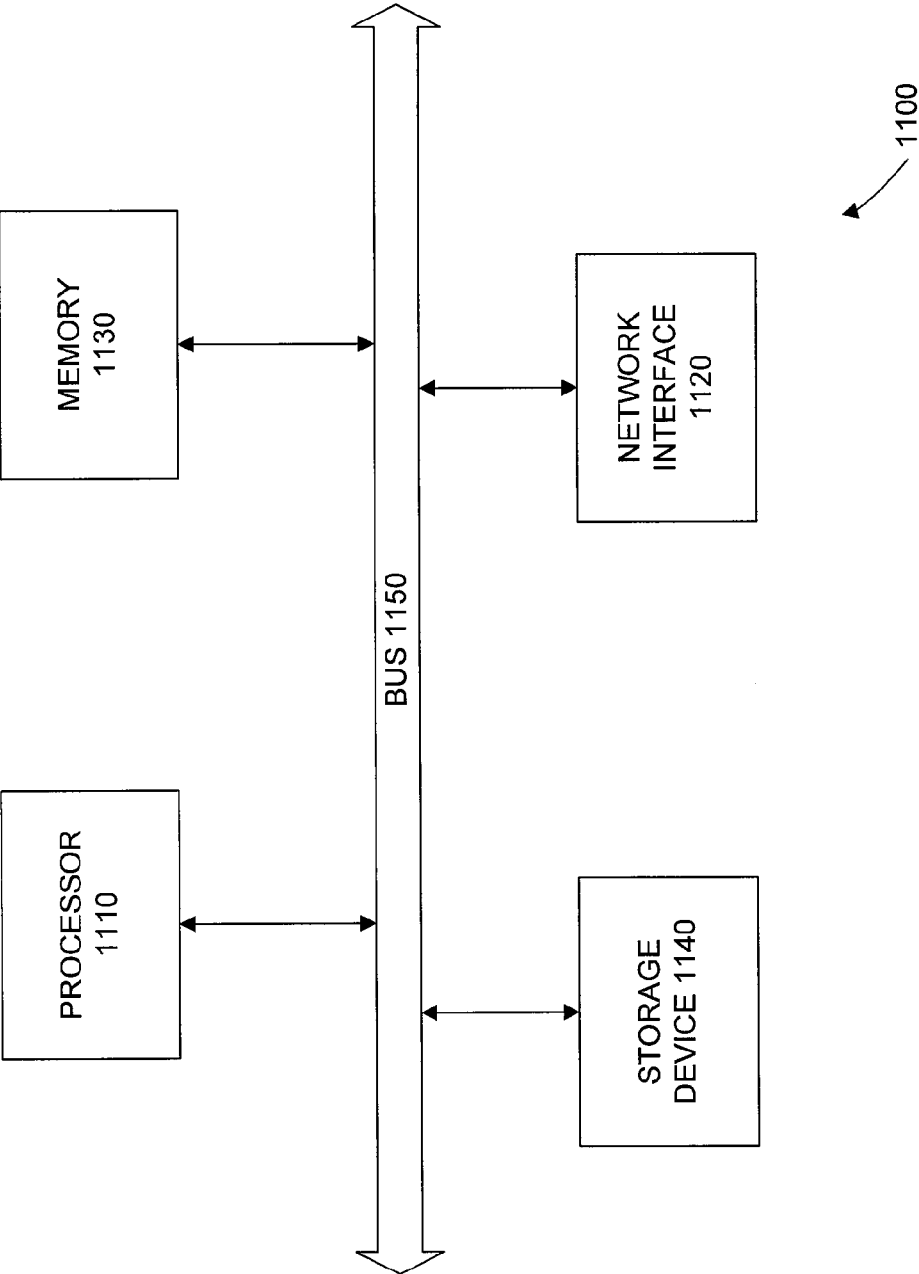 PROCESSOR
1110
MEMORY
1130
BUS 1150
STORAGE
DEVICE 1140
NETWORK
INTERFACE
1120
1100